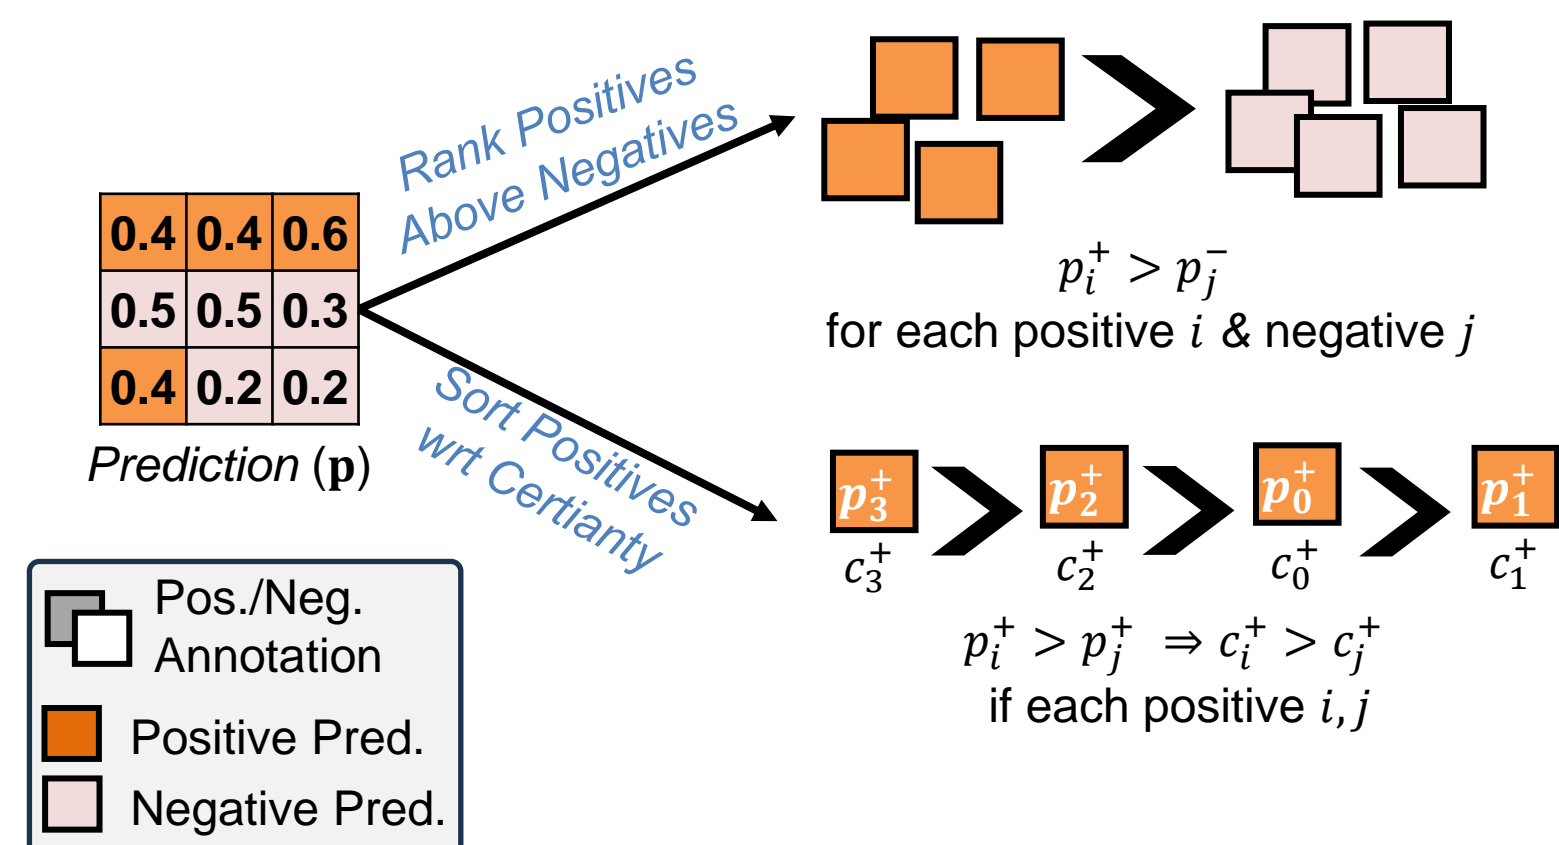 Rank Positives
Above Negatives
0.4 0.4 0.6
0.5 0.5 0.3
0.4 0.2 0.2
Prediction (𝐩)
p_i^+ > p_j^-
for each positive i & negative j
Sort Positives
wrt Certianty
p_3^+ p_2^+ p_0^+ p_1^+
c_3^+ c_2^+ c_0^+ c_1^+
p_i^+ > p_j^+ ⇒ c_i^+ > c_j^+
if each positive i, j
Pos./Neg.
Annotation
Positive Pred.
Negative Pred.